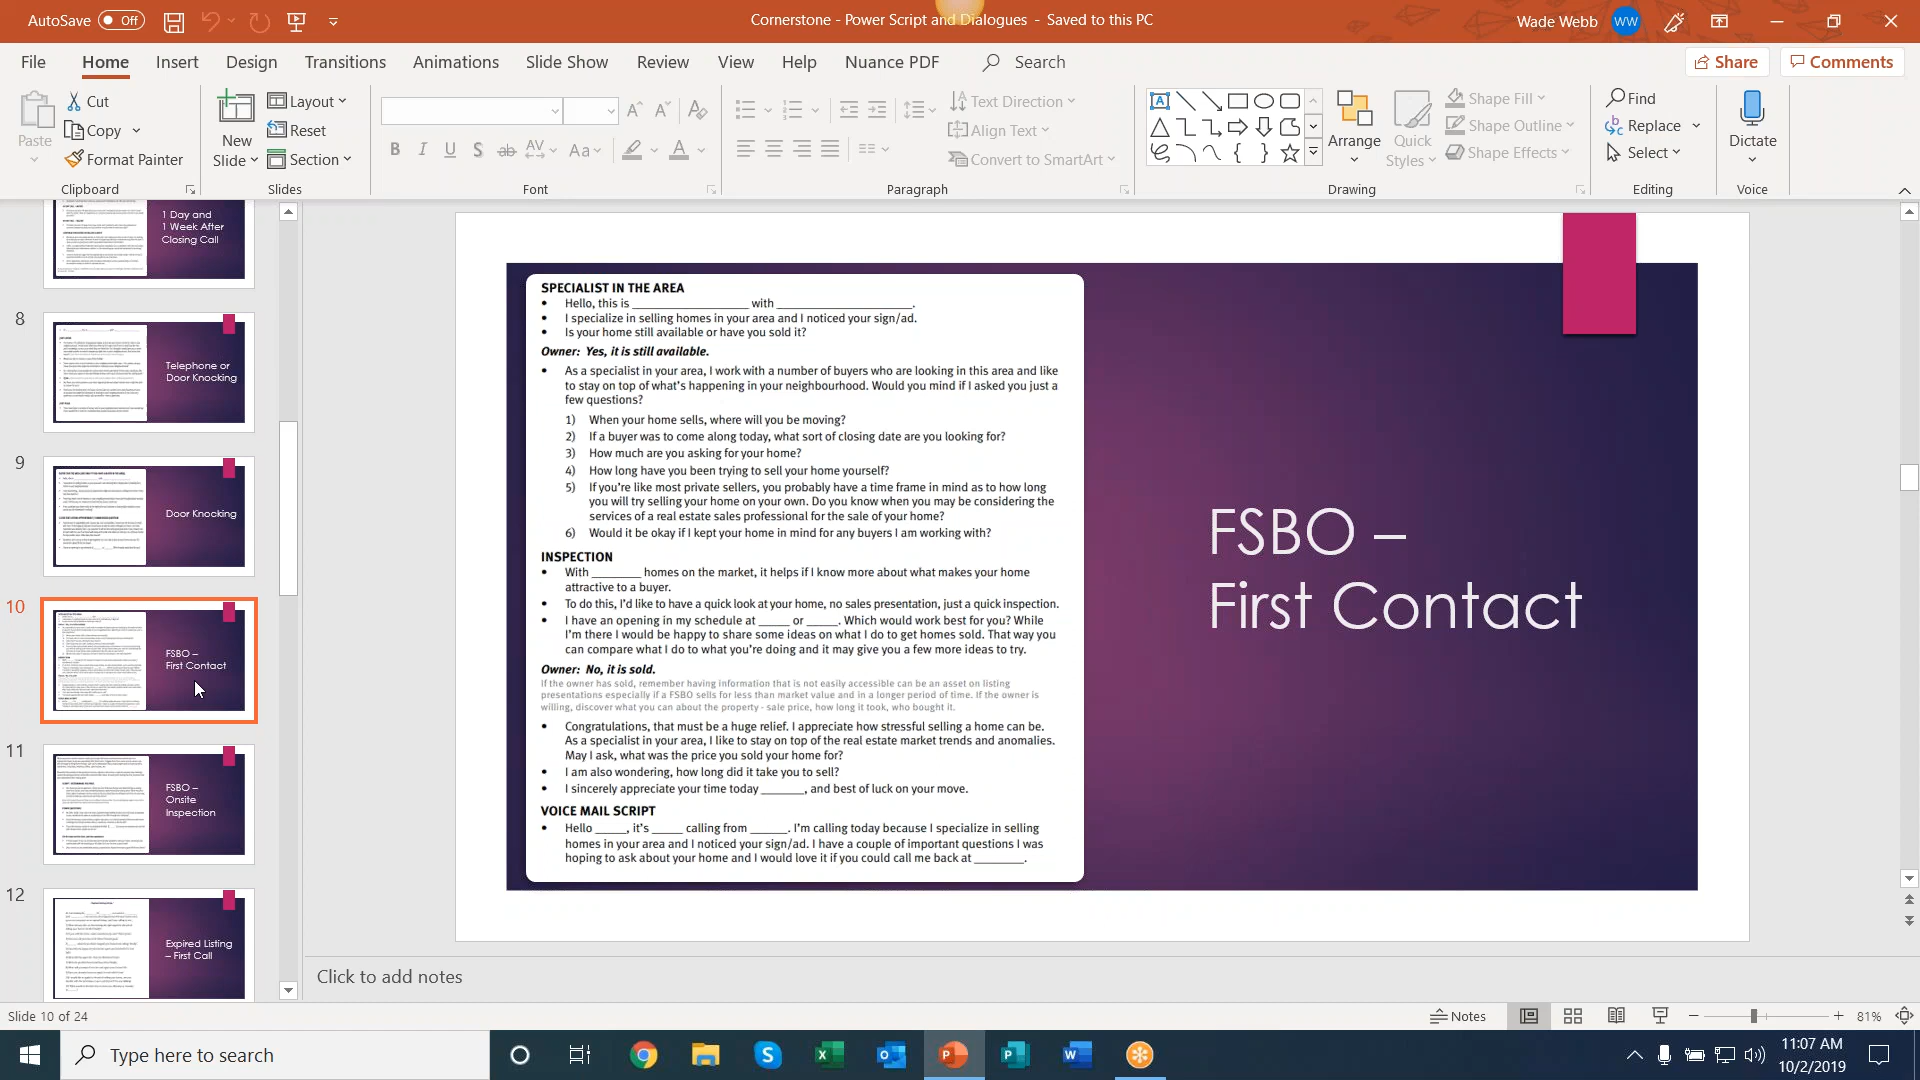 AutoSave Off
Cornerstone - Power Script and Dialogues - Saved to this PC
Wade Webb WW
File Home Insert Design Transitions Animations Slide Show Review View Help Nuance PDF Search Share Comments
Paste
Cut
Copy
Format Painter
Clipboard
New
Slide
Layout
Reset
Section
Slides
B I U S ab AV Aa A
Font
Text Direction
Align Text
Convert to SmartArt
Paragraph
Arrange
Quick
Styles
Shape Fill
Shape Outline
Shape Effects
Drawing
Find
Replace
Select
Editing
Dictate
Voice
1 Day and
1 Week After
Closing Call
8
Telephone or
Door Knocking
9
Door Knocking
10
FSBO –
First Contact
11
FSBO –
Onsite
Inspection
12
Expired Listing
– First Call
SPECIALIST IN THE AREA
• Hello, this is ____________________ with ____________________.
• I specialize in selling homes in your area and I noticed your sign/ad.
• Is your home still available or have you sold it?
Owner: Yes, it is still available.
• As a specialist in your area, I work with a number of buyers who are looking in this area and like
to stay on top of what's happening in your neighbourhood. Would you mind if I asked you just a
few questions?
1) When your home sells, where will you be moving?
2) If a buyer was to come along today, what sort of closing date are you looking for?
3) How much are you asking for your home?
4) How long have you been trying to sell your home yourself?
5) If you're like most private sellers, you probably have a time frame in mind as to how long
you will try selling your home on your own. Do you know when you may be considering the
services of a real estate sales professional for the sale of your home?
6) Would it be okay if I kept your home in mind for any buyers I am working with?
INSPECTION
• With ________ homes on the market, it helps if I know more about what makes your home
attractive to a buyer.
• To do this, I'd like to have a quick look at your home, no sales presentation, just a quick inspection.
• I have an opening in my schedule at _____ or _____. Which would work best for you? While
I'm there I would be happy to share some ideas on what I do to get homes sold. That way you
can compare what I do to what you're doing and it may give you a few more ideas to try.
Owner: No, it is sold.
If the owner has sold, remember having information that is not easily accessible can be an asset on listing
presentations especially if a FSBO sells for less than market value and in a longer period of time. If the owner is
willing, discover what you can about the property - sale price, how long it took, who bought it.
• Congratulations, that must be a huge relief. I appreciate how stressful selling a home can be.
As a specialist in your area, I like to stay on top of the real estate market trends and anomalies.
May I ask, what was the price you sold your home for?
• I am also wondering, how long did it take you to sell?
• I sincerely appreciate your time today _______, and best of luck on your move.
VOICE MAIL SCRIPT
• Hello _____, it's _____ calling from ______. I'm calling today because I specialize in selling
homes in your area and I noticed your sign/ad. I have a couple of important questions I was
hoping to ask about your home and I would love it if you could call me back at ________.
FSBO –
First Contact
Click to add notes
Slide 10 of 24
Notes
81%
Type here to search
11:07 AM
10/2/2019